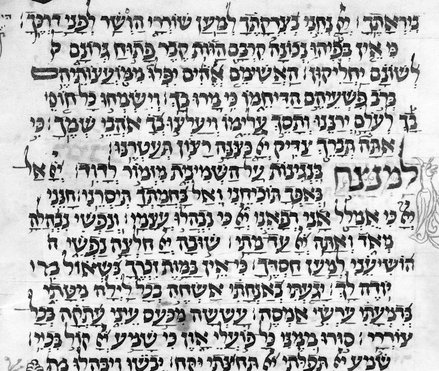 ביראתך: יי נחני בצדקתך למען שוררי הושר לפני דרכך:
כי אין בפיהו נכונה קרבם הוות קבר פתוח גרונם
לשונם יחליקון: האשימם אלהים יפלו ממועצותיהם
ברב פשעיהם הדיחמו כי מרו בך: וישמחו כל חוסי
בך לעולם ירננו ותסך עלימו ויעלצו בך אהבי שמך: כי
אתה תברך צדיק יי כצנה רצון תעטרנו:
למנצח בנגינות על השמינית מזמור לדוד: יי אל
באפך תוכיחני ואל בחמתך תיסרני: חנני
יי כי אמלל אני רפאני יי כי נבהלו עצמי: ונפשי נבהלה
מאד ואתה יי עד מתי: שובה יי חלצה נפשי ה
הושיעני למען חסדך: כי אין במות זכרך בשאול מי
יודה לך: יגעתי באנחתי אשחה בכל לילה מטתי
בדמעתי ערשי אמסה: עששה מכעס עיני עתקה בכל
צוררי: סורו ממני כל פועלי און כי שמע יי קול בכיי:
שמע יי תפלתי יי תחינתי יקח: יבשו ויבהלו